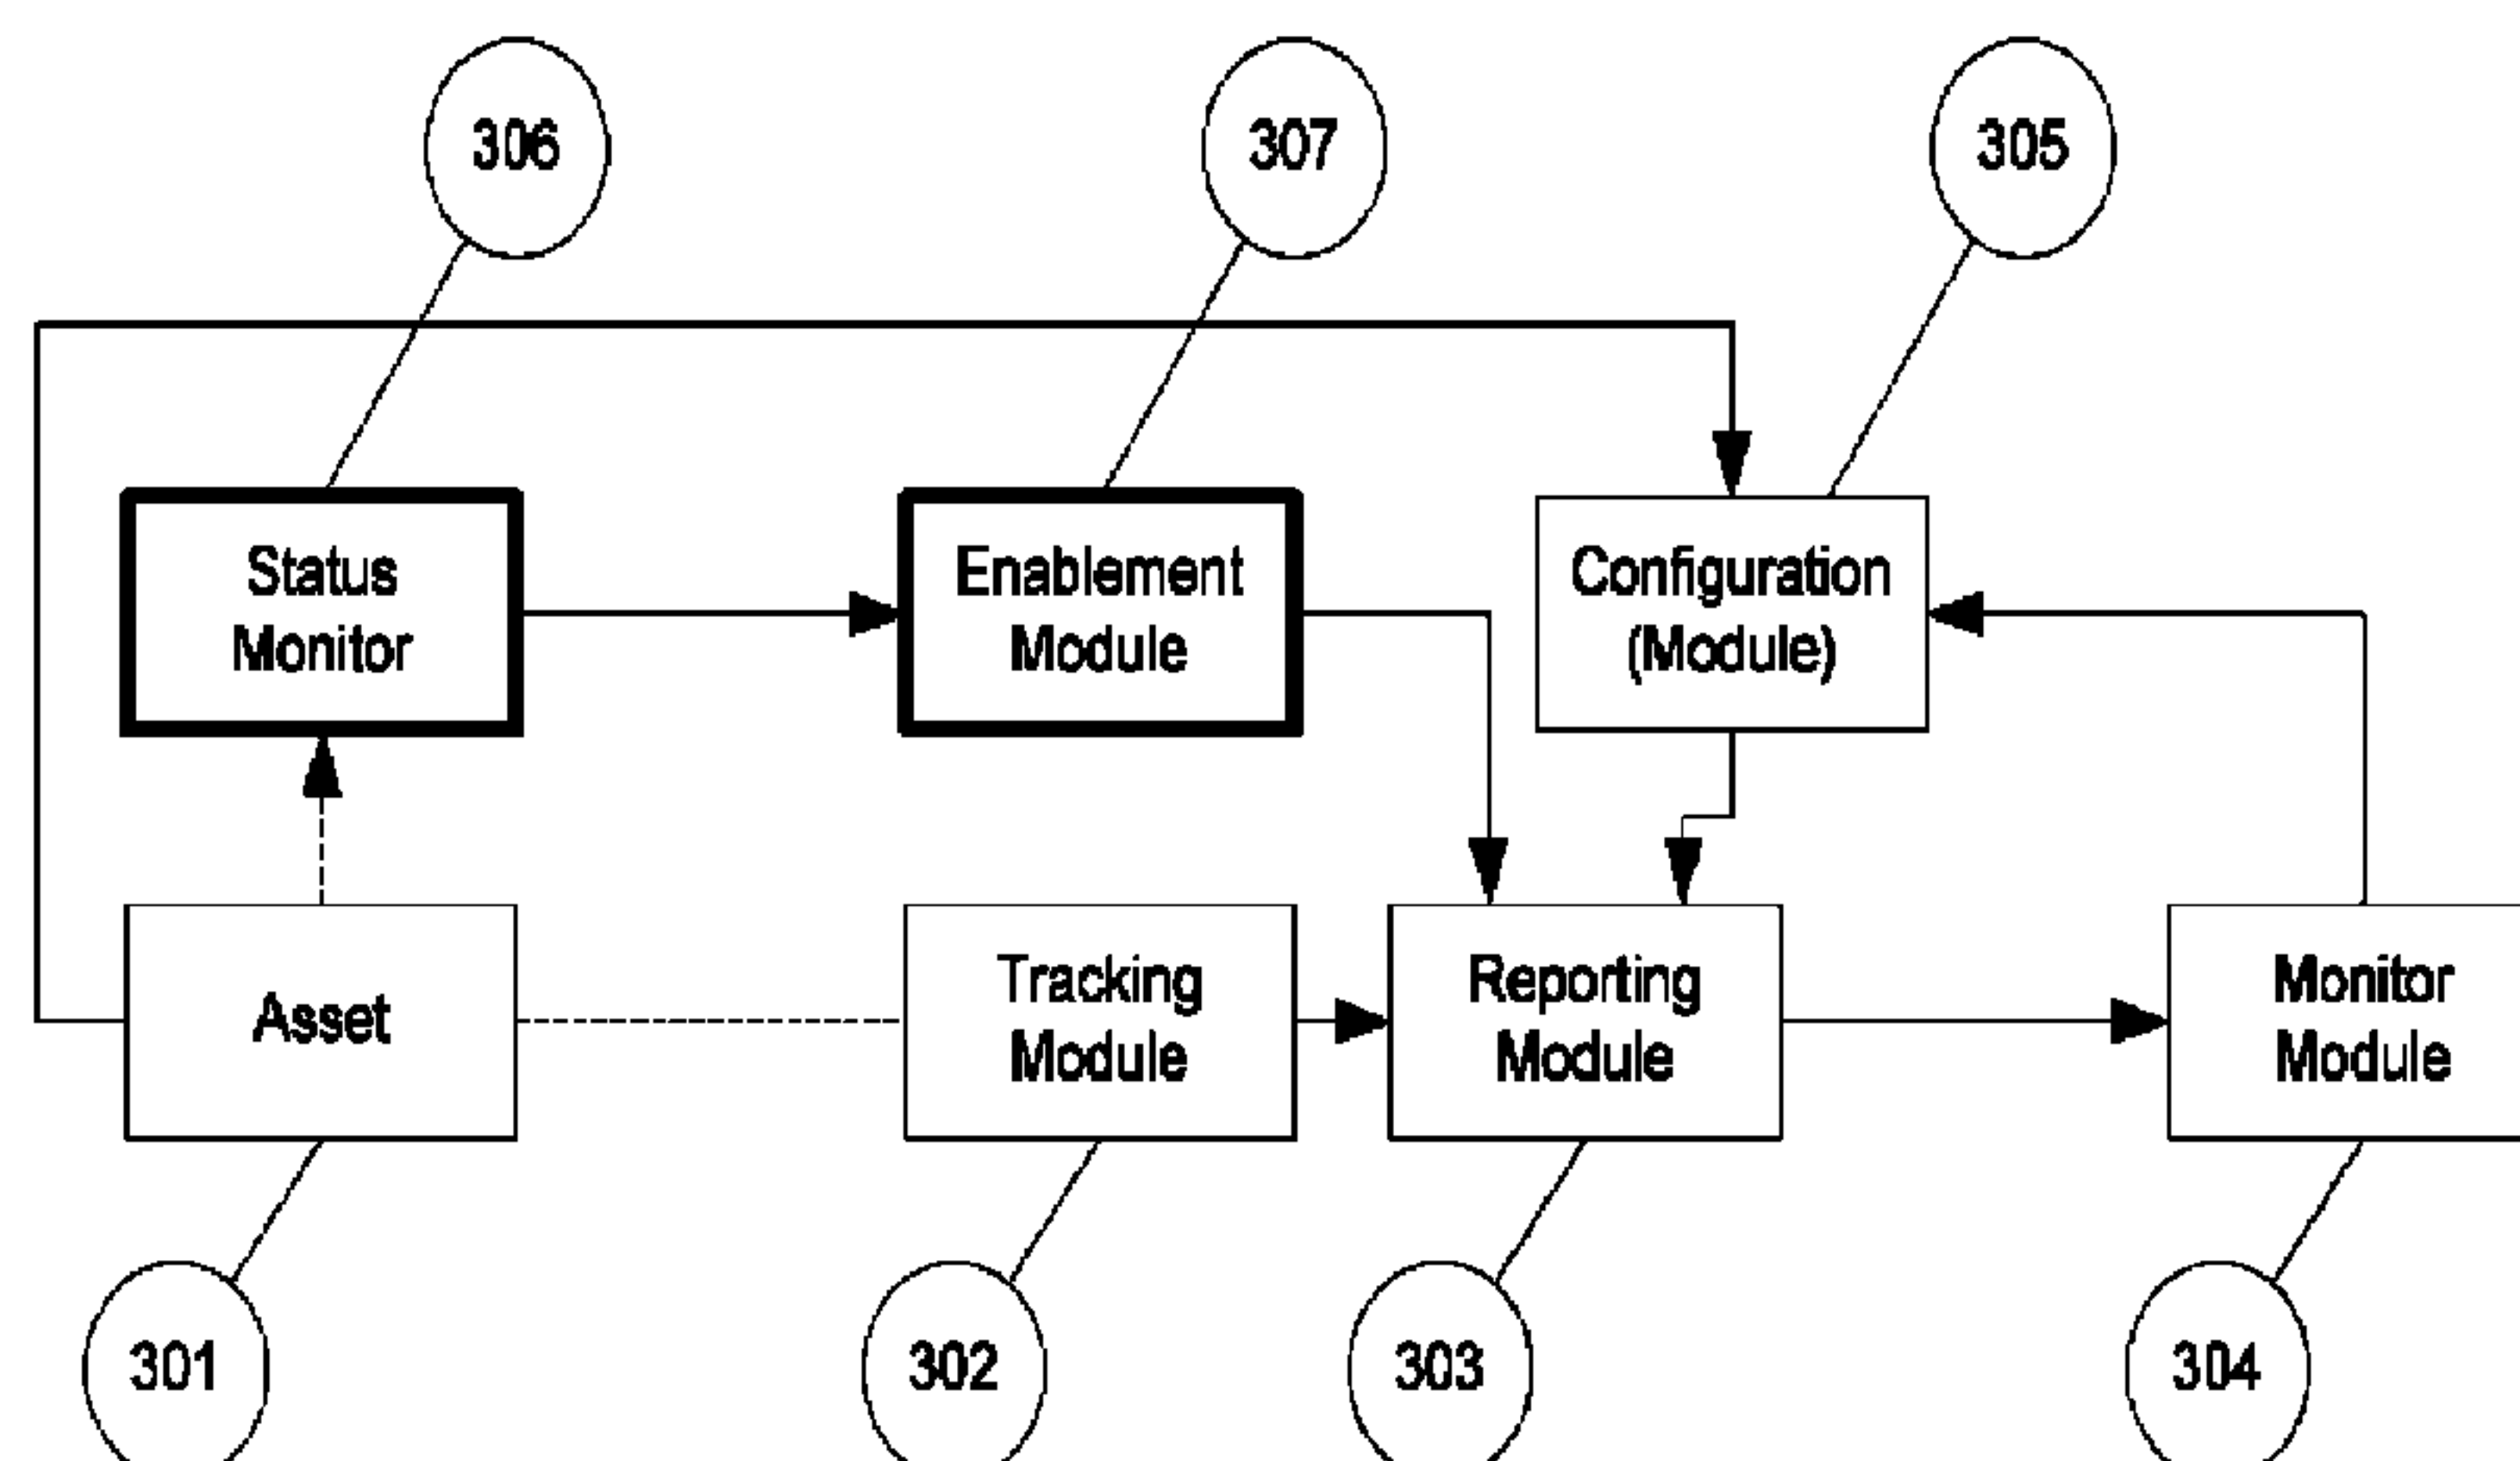 306
307
305
Status
Monitor
Enablement
Module
Configuration
(Module)
Asset
Tracking
Module
Reporting
Module
Monitor
Module
301
302
303
304